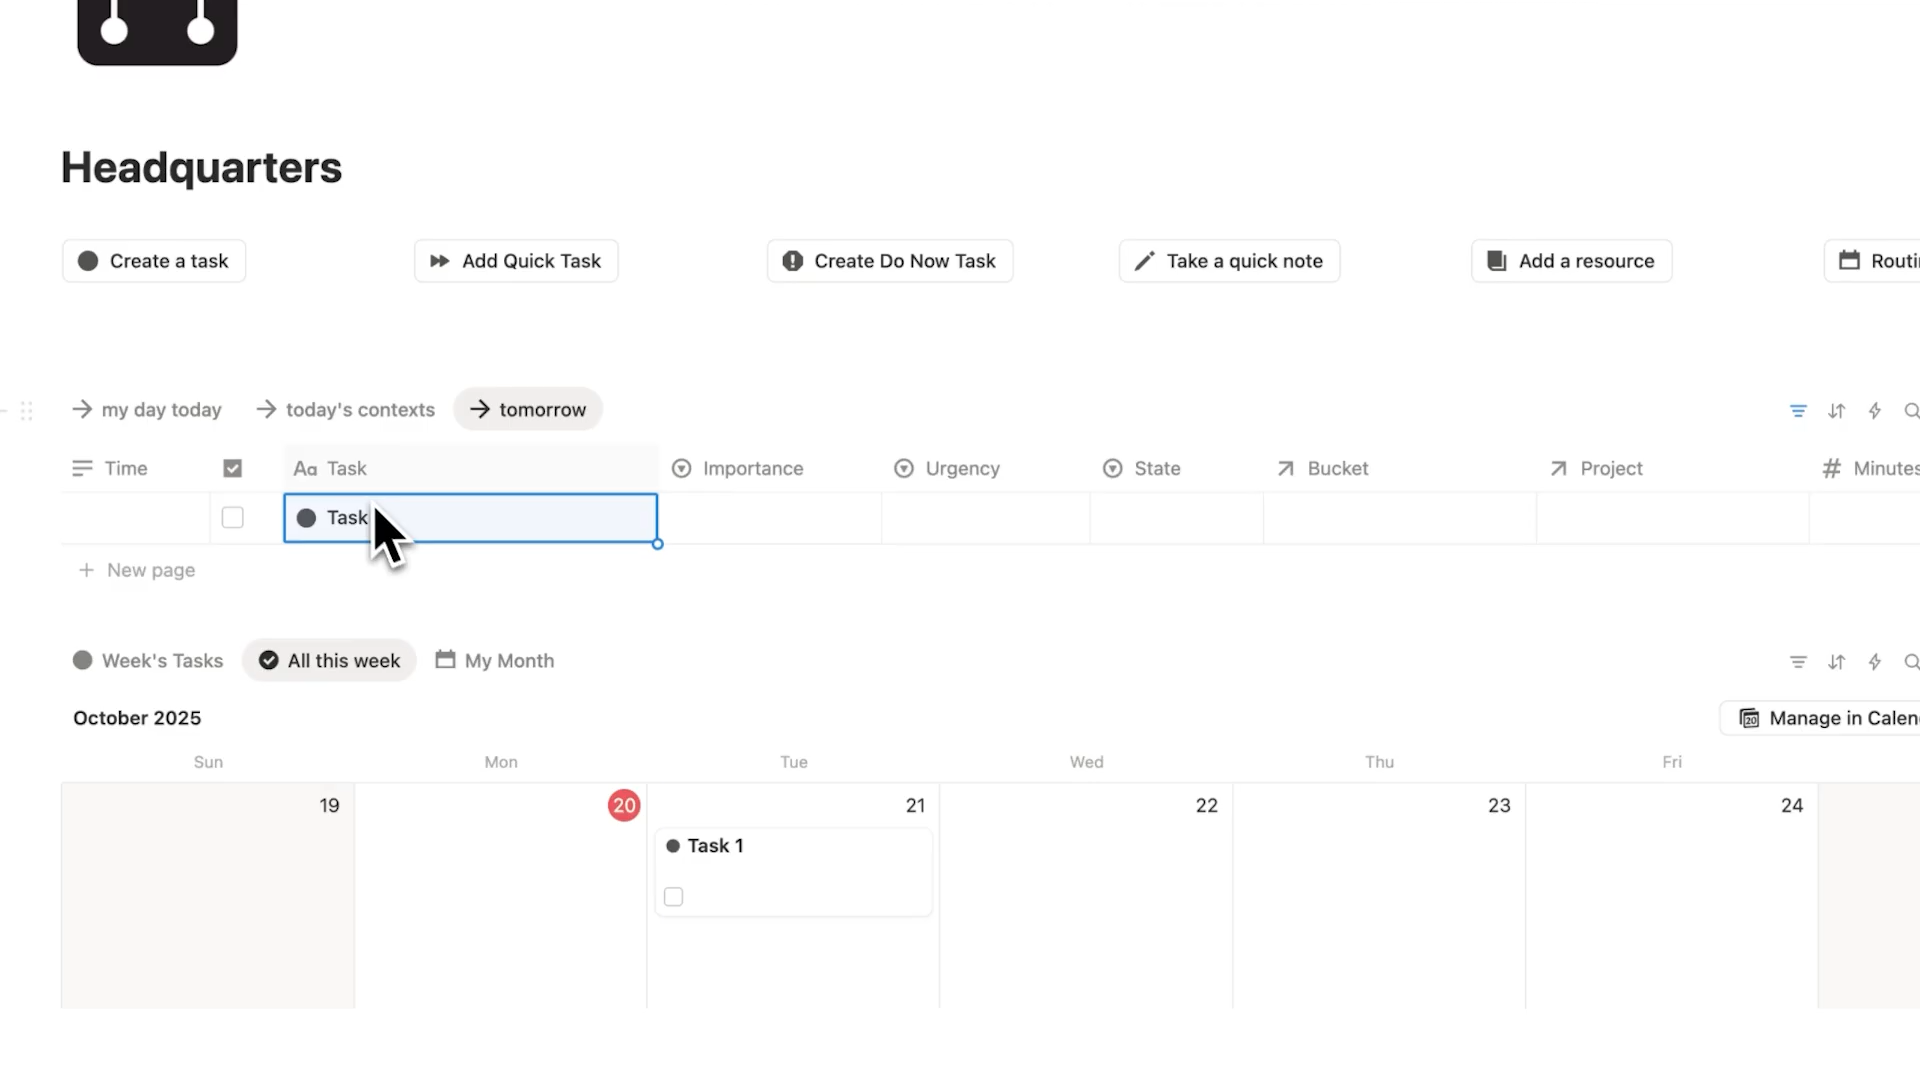 Headquarters
Create a task
Add Quick Task
Create Do Now Task
Take a quick note
Add a resource
my day today
today's contexts
tomorrow
Time
Aa Task
Importance
Urgency
State
Bucket
Project
# Minutes
Task
+ New page
Week's Tasks
All this week
My Month
October 2025
Manage in
Sun
Mon
Tue
Wed
Thu
Fri
19
20
21
22
23
24
Task 1